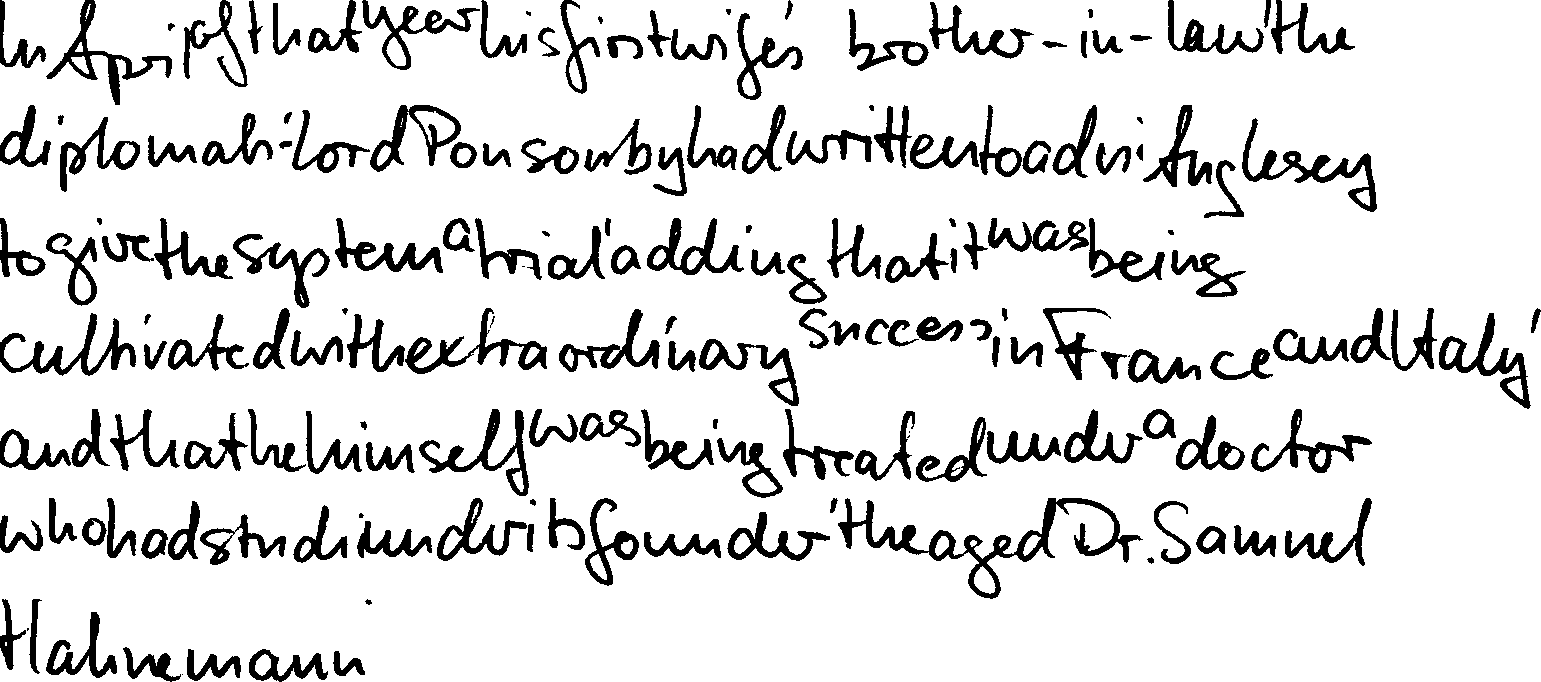 In April of that year his first wife's brother-in-law, the
diplomat Lord Ponsonby had written to advise Anglesey
to give the system a trial, adding that it was being
cultivated with extraordinary success in France and Italy,
and that he himself was being treated under a doctor
who had studied under its founder, the aged Dr. Samuel
Hahnemann